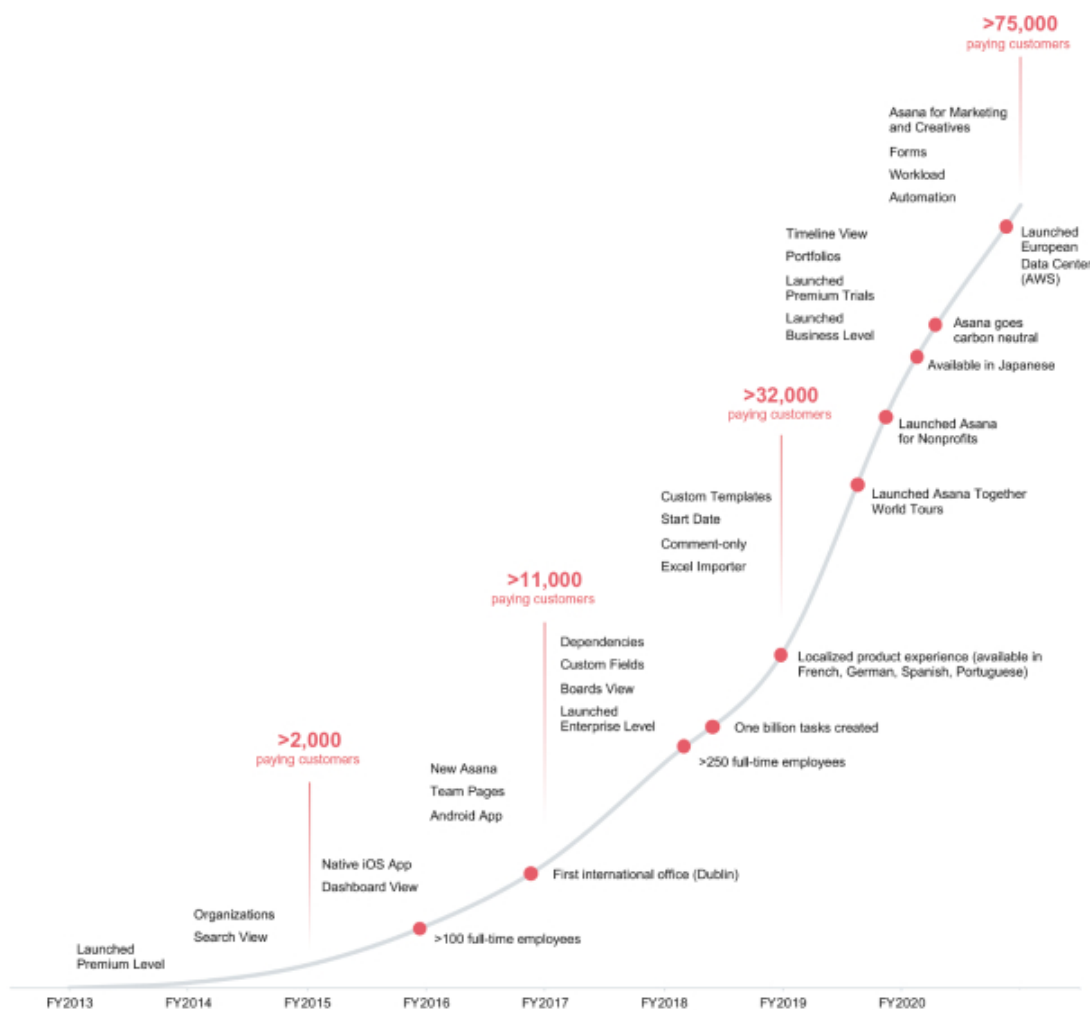 >75,000
paying customers
Asana for Marketing
and Creatives
Forms
Workload
Automation
Launched
European
Data Center
(AWS)
Timeline View
Portfolios
Launched
Premium Trials
Launched
Business Level
Asana goes
carbon neutral
Available in Japanese
>32,000
paying customers
Launched Asana
for Nonprofits
Launched Asana Together
World Tours
Custom Templates
Start Date
Comment-only
Excel Importer
>11,000
paying customers
Dependencies
Custom Fields
Boards View
Launched
Enterprise Level
Localized product experience (available in
French, German, Spanish, Portuguese)
One billion tasks created
>250 full-time employees
>2,000
paying customers
New Asana
Team Pages
Android App
Native iOS App
Dashboard View
First international office (Dublin)
Organizations
Search View
>100 full-time employees
Launched
Premium Level
FY2013 FY2014 FY2015 FY2016 FY2017 FY2018 FY2019 FY2020